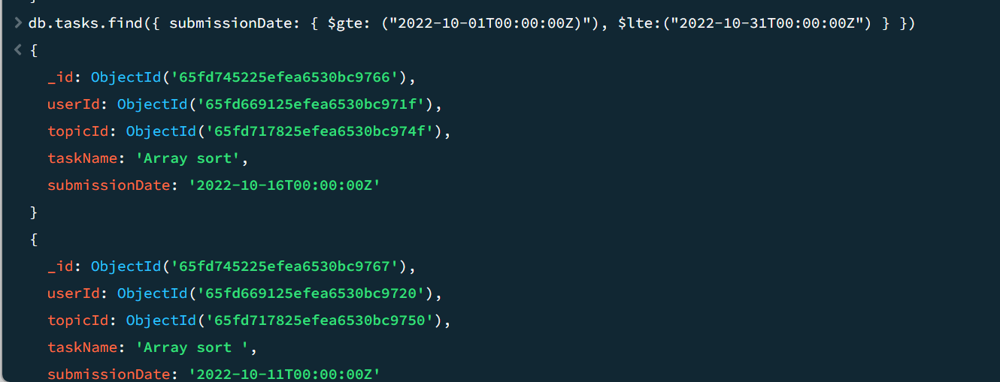 db.tasks.find({ submissionDate: { $gte: ("2022-10-01T00:00:00Z)"), $lte:("2022-10-31T00:00:00Z") } })
{
_id: ObjectId('65fd745225efea6530bc9766'),
userId: ObjectId('65fd669125efea6530bc971f'),
topicId: ObjectId('65fd717825efea6530bc974f'),
taskName: 'Array sort',
submissionDate: '2022-10-16T00:00:00Z'
}
{
_id: ObjectId('65fd745225efea6530bc9767'),
userId: ObjectId('65fd669125efea6530bc9720'),
topicId: ObjectId('65fd717825efea6530bc9750'),
taskName: 'Array sort ',
submissionDate: '2022-10-11T00:00:00Z'